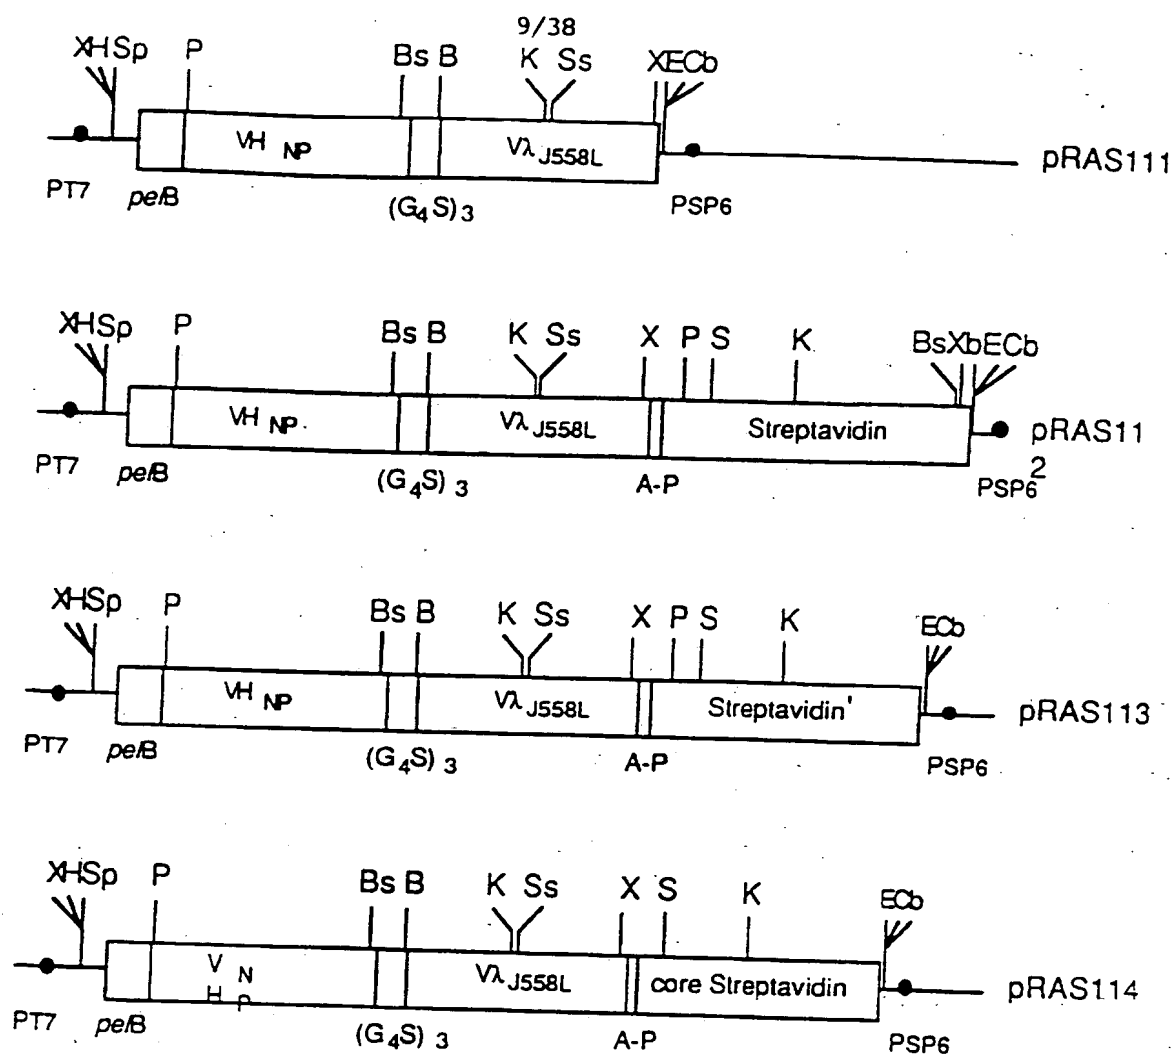 9/38
XHSp P Bs B K Ss XECb
VH NP Vλ J558L
pRAS111
PT7 pelB (G4S)3 PSP6
XHSp P Bs B K Ss X P S K BsXbECb
VH NP. Vλ J558L Streptavidin
pRAS11
2
PT7 pelB (G4S)3 A-P PSP6
XHSp P Bs B K Ss X P S K ECb
VH NP Vλ J558L Streptavidin'
pRAS113
PT7 pelB (G4S)3 A-P PSP6
XHSp P Bs B K Ss X S K ECb
V N
H P
Vλ J558L core Streptavidin
pRAS114
PT7 pelB (G4S)3 A-P PSP6